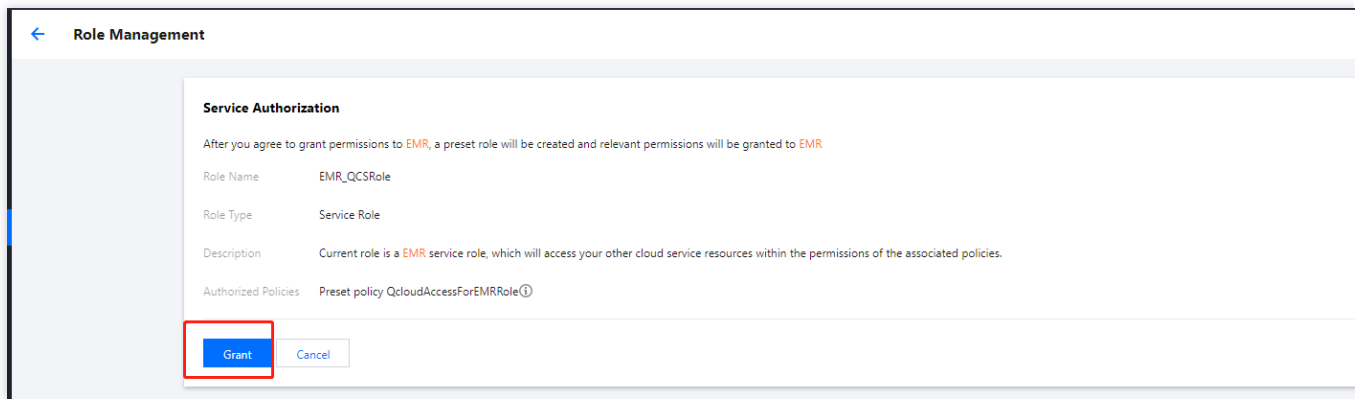 Role Management
Service Authorization
After you agree to grant permissions to EMR, a preset role will be created and relevant permissions will be granted to EMR
Role Name EMR_QCSRole
Role Type Service Role
Description Current role is a EMR service role, which will access your other cloud service resources within the permissions of the associated policies.
Authorized Policies Preset policy QcloudAccessForEMRRole
Grant Cancel